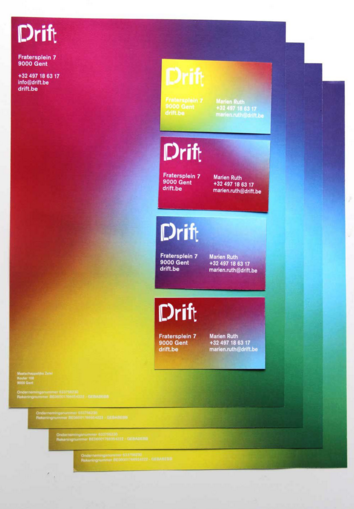 Drift
Fratersplein 7
9000 Gent
+32 497 18 63 17
info@drift.be
drift.be
Drift
Fratersplein 7
9000 Gent
drift.be
Marien Ruth
+32 497 18 63 17
marien.ruth@drift.be
Drift
Fratersplein 7
9000 Gent
drift.be
Marien Ruth
+32 497 18 63 17
marien.ruth@drift.be
Drift
Fratersplein 7
9000 Gent
drift.be
Marien Ruth
+32 497 18 63 17
marien.ruth@drift.be
Drift
Fratersplein 7
9000 Gent
drift.be
Marien Ruth
+32 497 18 63 17
marien.ruth@drift.be